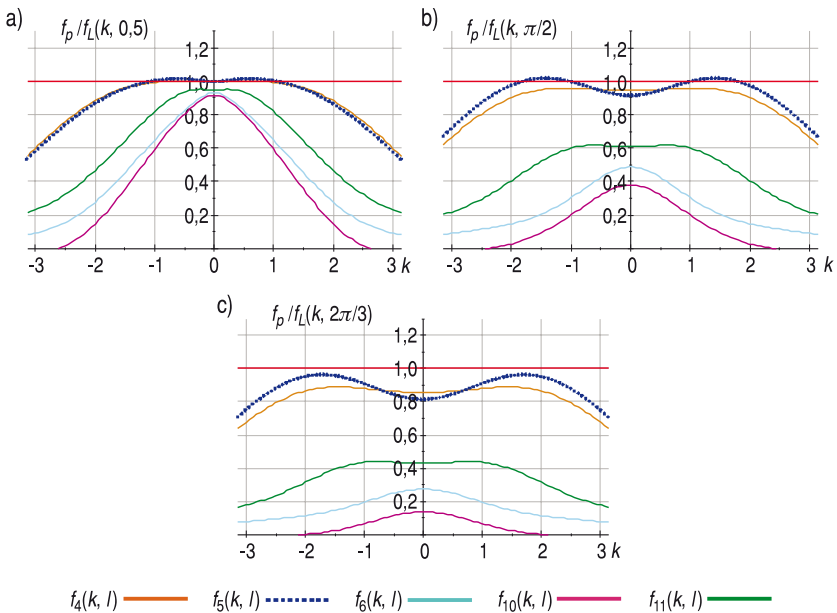 a)
f_p/f_L(k, 0,5)
1,2
1,0
0,8
0,6
0,4
0,2
-3 -2 -1 0 1 2 3 k
b)
f_p/f_L(k, π/2)
1,2
1,0
0,8
0,6
0,4
0,2
-3 -2 -1 0 1 2 3 k
c)
f_p/f_L(k, 2π/3)
1,2
1,0
0,8
0,6
0,4
0,2
-3 -2 -1 0 1 2 3 k
f_4(k, l) f_5(k, l) f_6(k, l) f_10(k, l) f_11(k, l)